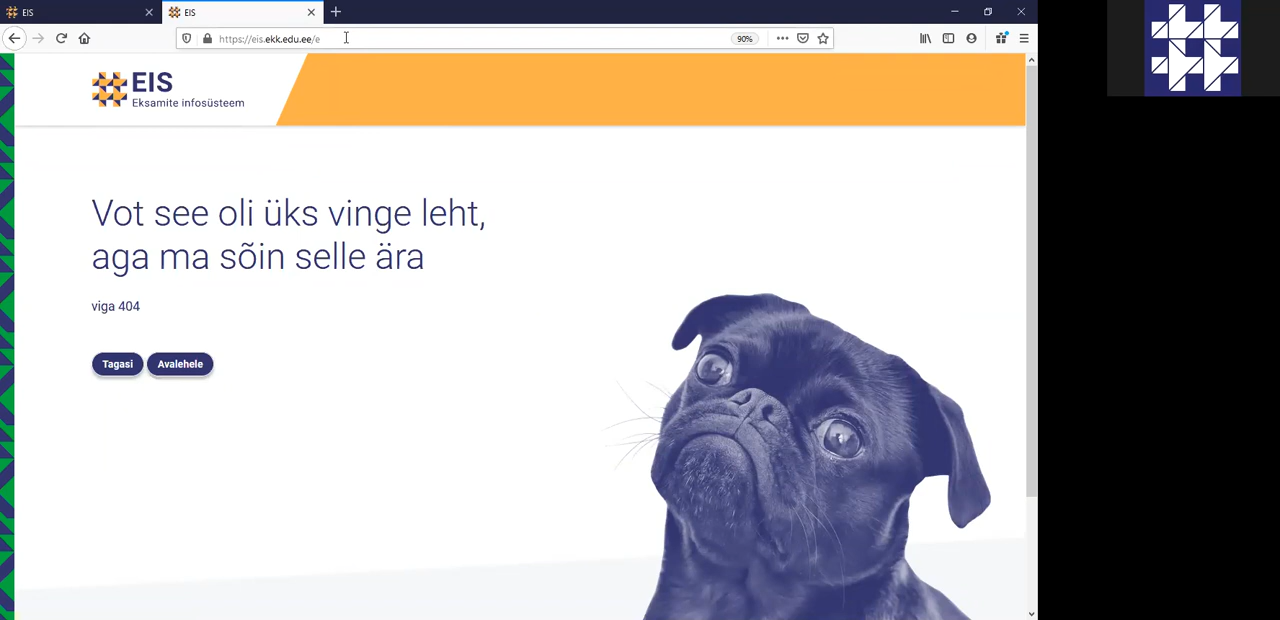 EIS
EIS
https://eis.ekk.edu.ee/e
90%
EIS
Eksamite infosüsteem
Vot see oli üks vinge leht,
aga ma sõin selle ära
viga 404
Tagasi
Avalehele